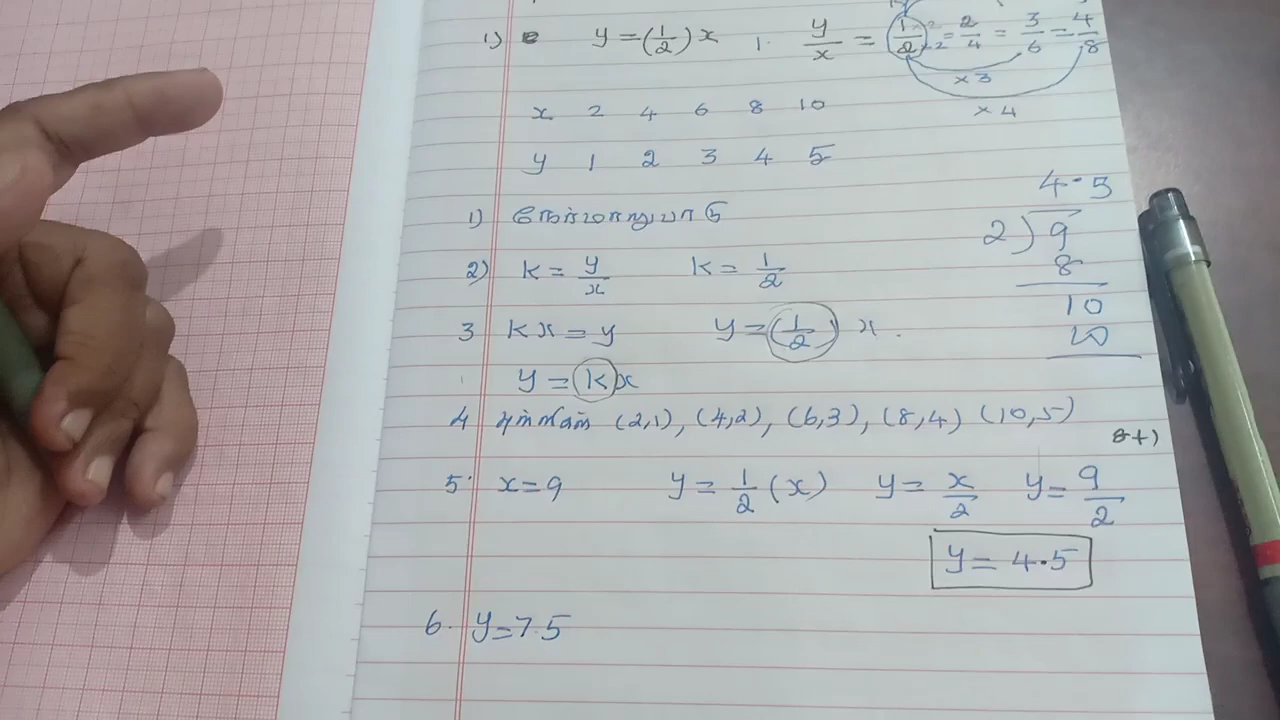 1) y = (1/2) x 1. y/x = 1/2 = 2/4 = 3/6 = 4/8
×3
×4
x 2 4 6 8 10
y 1 2 3 4 5
4.5
2 ) 9
8
10
10
1)
2) k = y/x k = 1/2
3 kx = y y = (1/2) x.
y = kx
4 புள்ளிகள் (2,1), (4,2), (6,3), (8,4) (10,5)
5. x=9 y = 1/2 (x) y = x/2 y = 9/2
y = 4.5
6. y=7.5